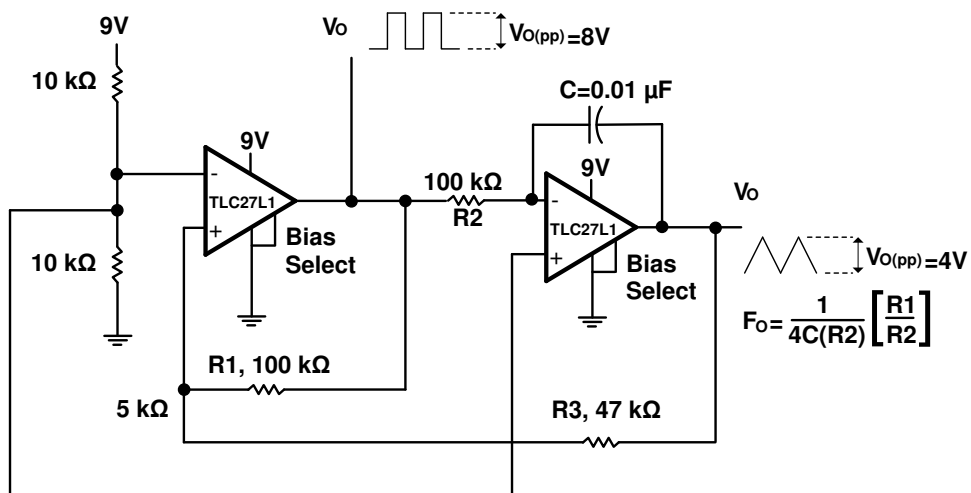 9V
10 kΩ
10 kΩ
9V
-
TLC27L1
+
Bias
Select
VO
VO(pp)=8V
C=0.01 µF
100 kΩ
R2
9V
-
TLC27L1
+
Bias
Select
VO
VO(pp)=4V
FO= 1/4C(R2) [R1/R2]
R1, 100 kΩ
5 kΩ
R3, 47 kΩ